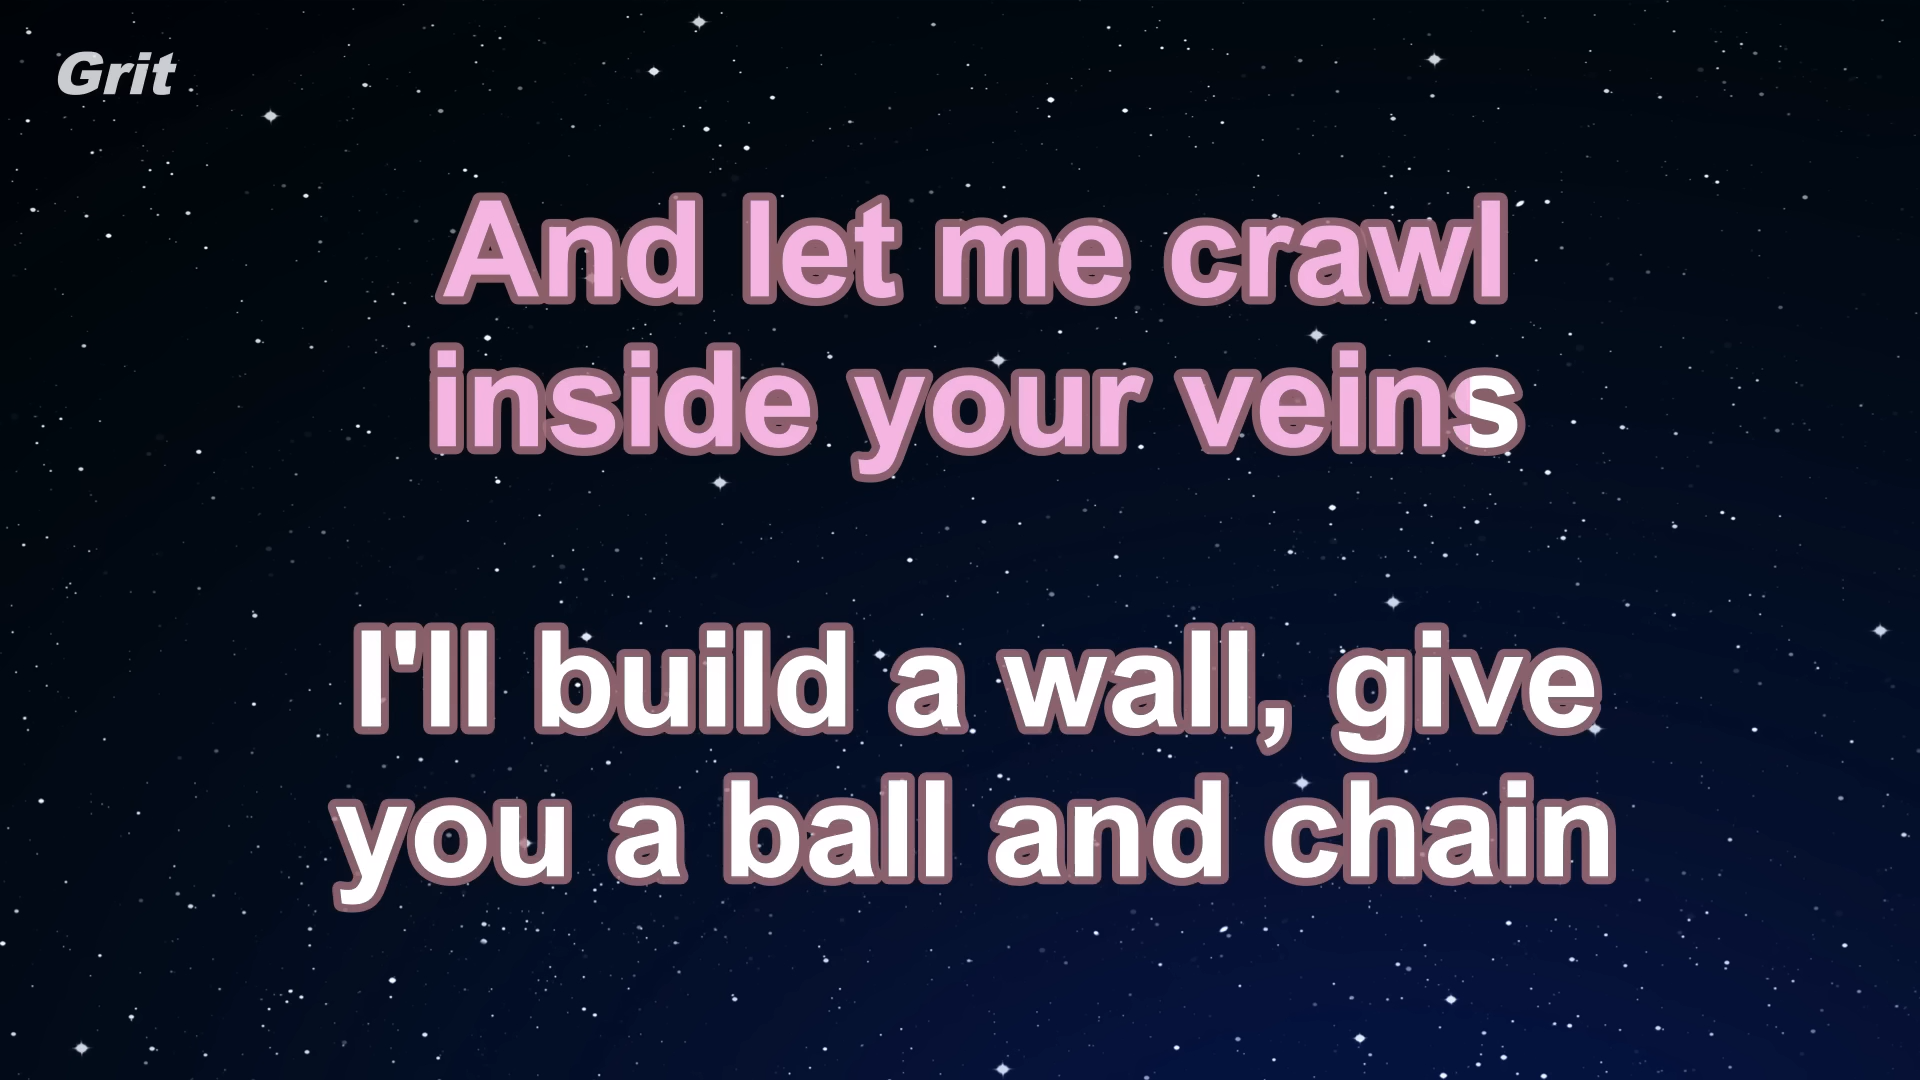 Grit
And let me crawl
inside your veins
I'll build a wall, give
you a ball and chain